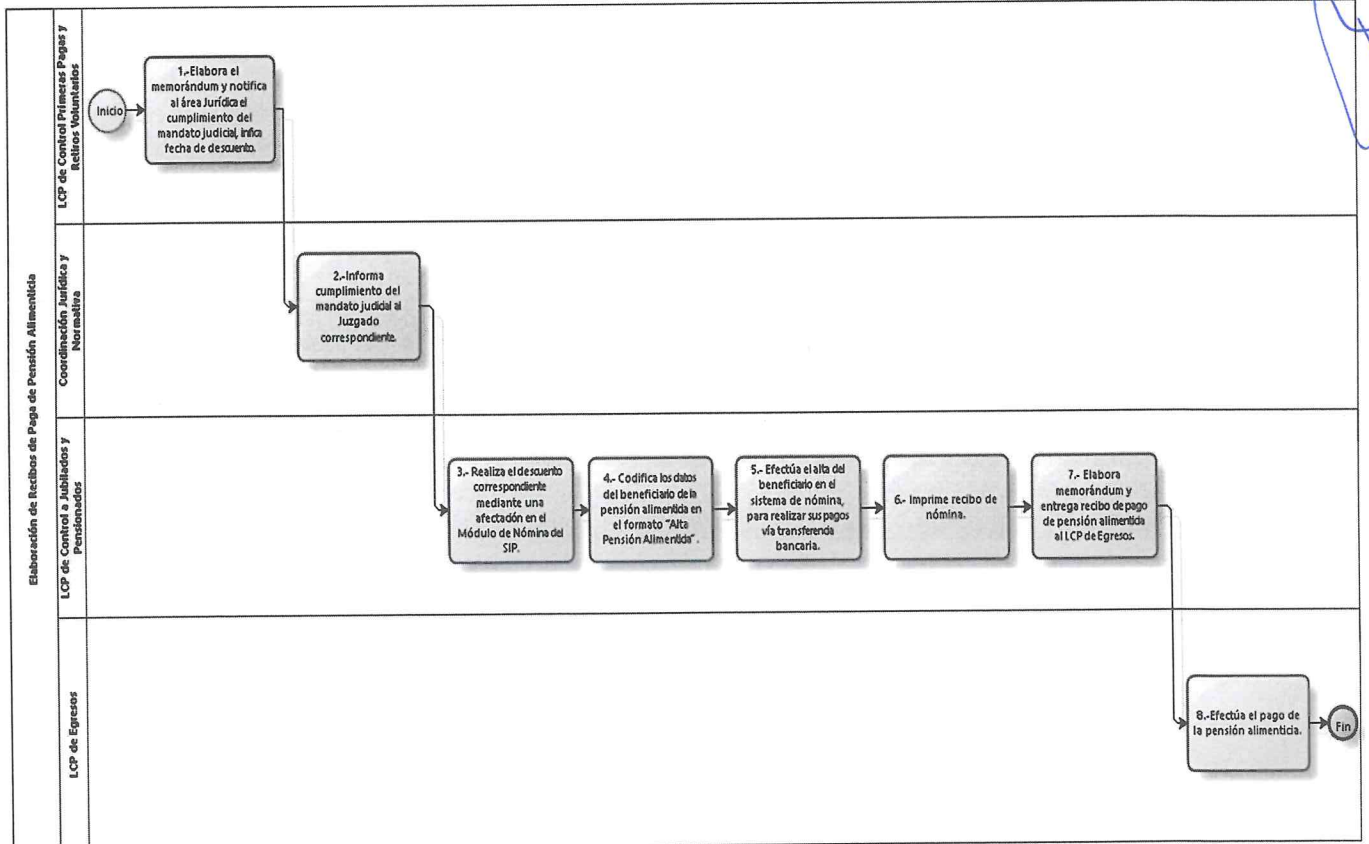 Elaboración de Recibos de Paga de Pensión Alimenticia
LCP de Control Primeras Pagas y
Retiros Voluntarios
Inicio
1.-Elabora el
memorándum y notifica
al área Jurídica el
cumplimiento del
mandato judicial, infica
fecha de descuento.
Coordinación Jurídica y
Normativa
2.-Informa
cumplimiento del
mandato judicial al
Juzgado
correspondiente.
LCP de Control a Jubilados y
Pensionados
3.- Realiza el descuento
correspondiente
mediante una
afectación en el
Módulo de Nómina del
SIP.
4.- Codifica los datos
del beneficiario de la
pensión alimenticia en
el formato "Alta
Pensión Alimenticia".
5.- Efectúa el alta del
beneficiario en el
sistema de nómina,
para realizar sus pagos
vía transferencia
bancaria.
6.- Imprime recibo de
nómina.
7.- Elabora
memorándum y
entrega recibo de pago
de pensión alimenticia
al LCP de Egresos.
LCP de Egresos
8.-Efectúa el pago de
la pensión alimenticia.
Fin